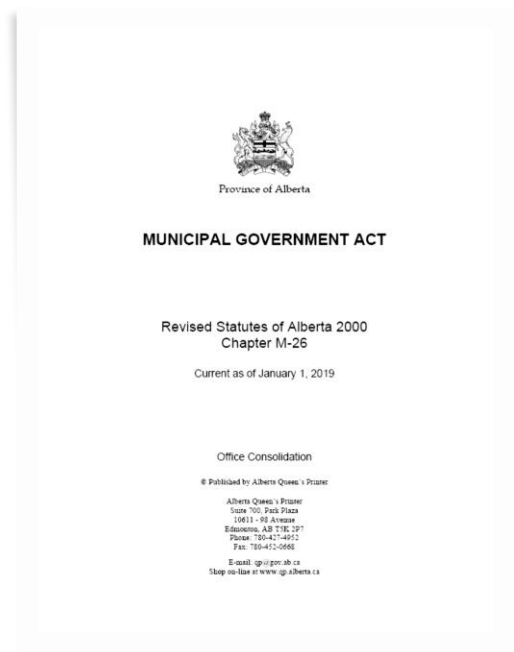 Province of Alberta
MUNICIPAL GOVERNMENT ACT
Revised Statutes of Alberta 2000
Chapter M-26
Current as of January 1, 2019
Office Consolidation
© Published by Alberta Queen's Printer
Alberta Queen's Printer
Suite 700, Park Plaza
10611 - 98 Avenue
Edmonton, AB T5K 2P7
Phone: 780-427-4952
Fax: 780-452-0668
E-mail: qp@gov.ab.ca
Shop on-line at www.qp.alberta.ca